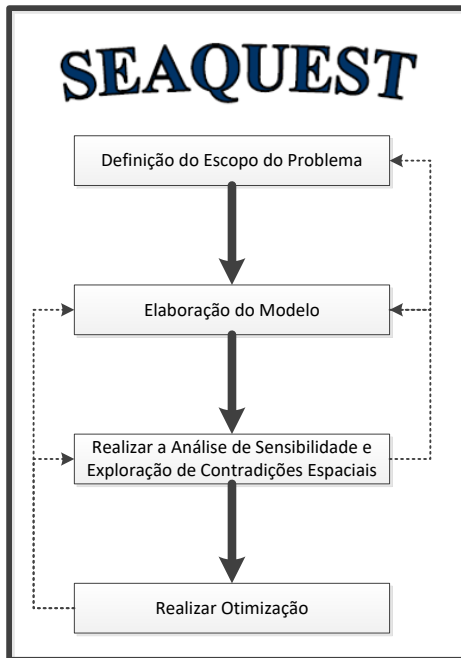 SEAQUEST
Definição do Escopo do Problema
Elaboração do Modelo
Realizar a Análise de Sensibilidade e
Exploração de Contradições Espaciais
Realizar Otimização